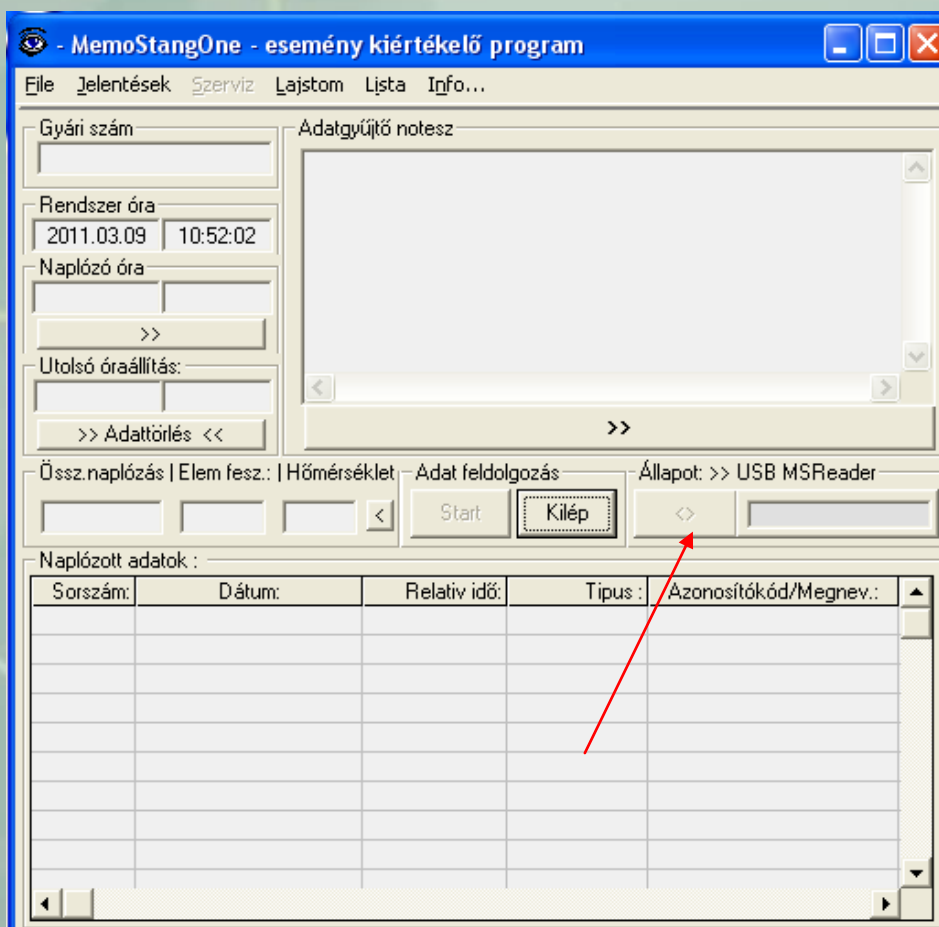 - MemoStangOne - esemény kiértékelő program
File Jelentések Szerviz Lajstom Lista Info...
Gyári szám
Adatgyűjtő notesz
Rendszer óra
2011.03.09 10:52:02
Naplózó óra
>>
Utolsó óraállítás:
>> Adattörlés <<
>>
Össz.naplózás | Elem fesz.: | Hőmérséklet
<
Adat feldolgozás
Start Kilép
Állapot: >> USB MSReader
<>
Naplózott adatok :
Sorszám: Dátum: Relativ idő: Tipus : Azonosítókód/Megnev.: